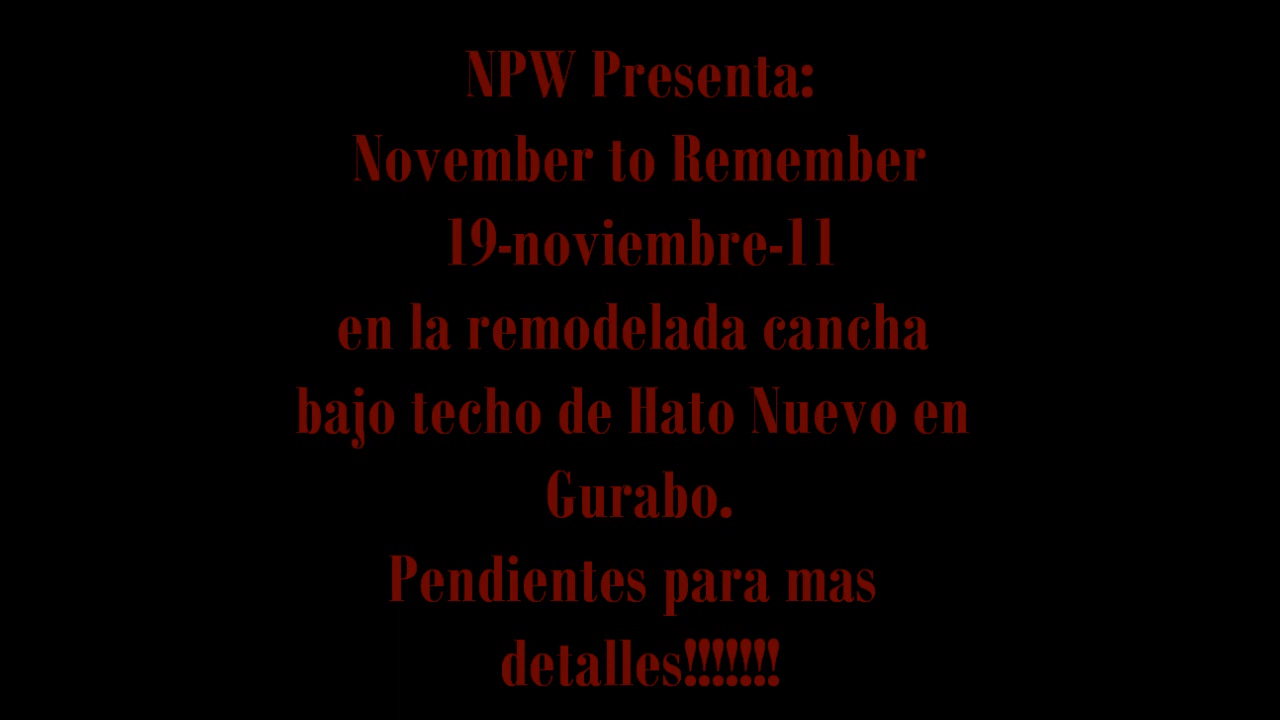 NPW Presenta:
November to Remember
19-noviembre-11
en la remodelada cancha
bajo techo de Hato Nuevo en
Gurabo.
Pendientes para mas
detalles!!!!!!!